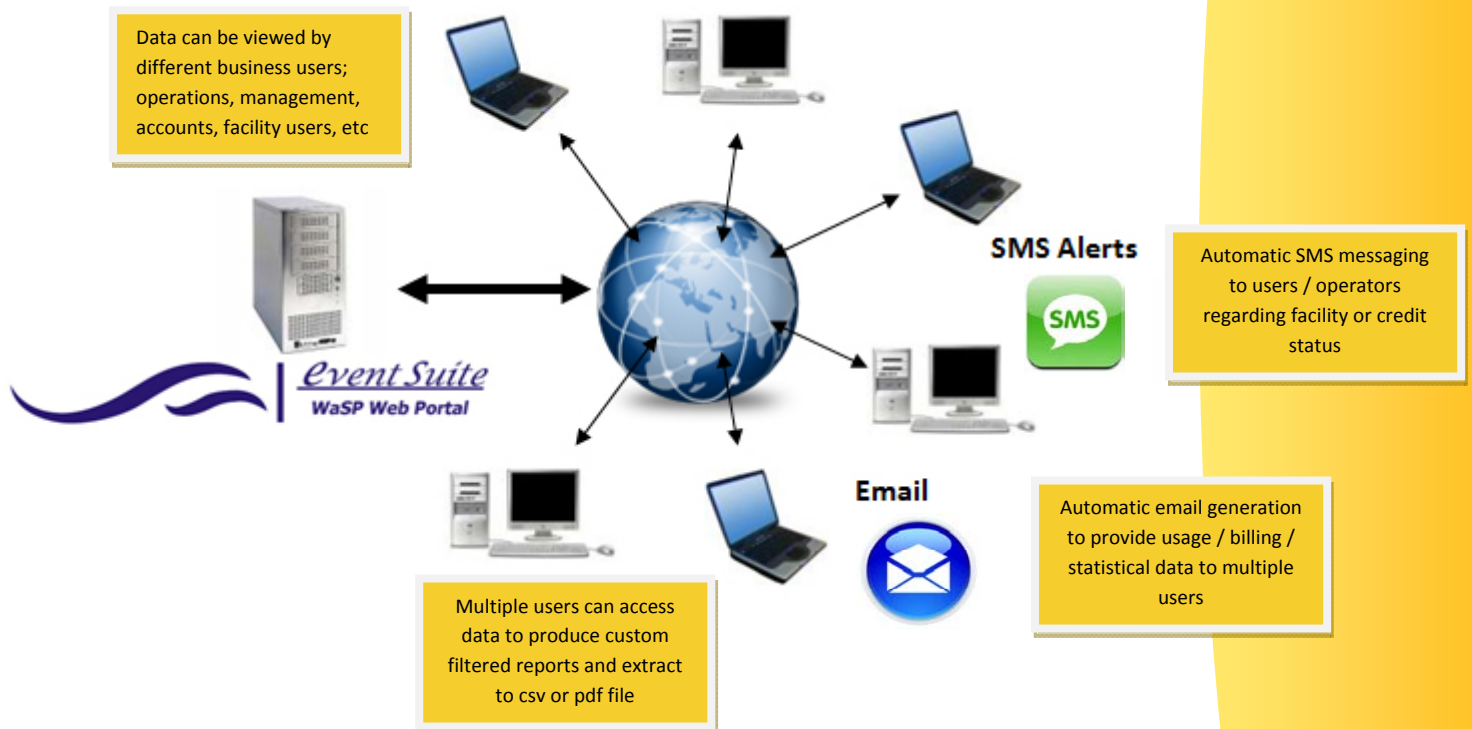 Data can be viewed by
different business users;
operations, management,
accounts, facility users, etc
SMS Alerts
SMS
Automatic SMS messaging
to users / operators
regarding facility or credit
status
Event Suite
WaSP Web Portal
Email
Automatic email generation
to provide usage / billing /
statistical data to multiple
users
Multiple users can access
data to produce custom
filtered reports and extract
to csv or pdf file